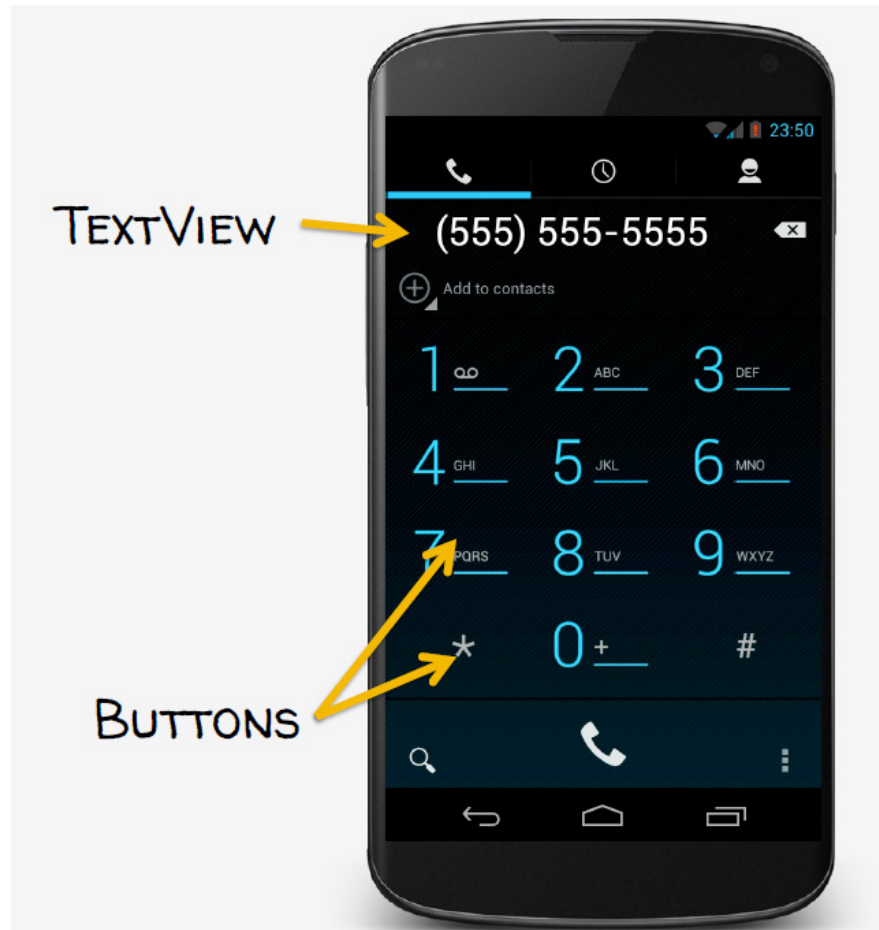 23:50
TEXTVIEW
(555) 555-5555
Add to contacts
1 2 ABC 3 DEF
4 GHI 5 JKL 6 MNO
7 PQRS 8 TUV 9 WXYZ
* 0 + #
BUTTONS